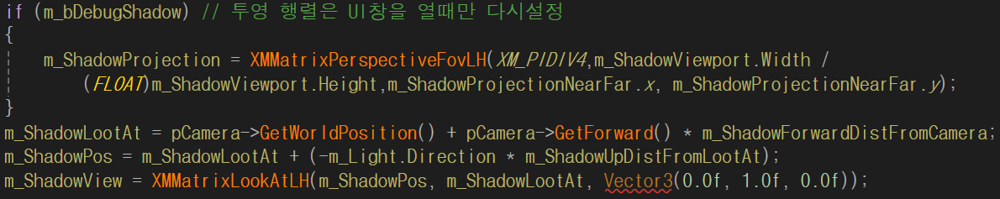 if (m_bDebugShadow) // 투영 행렬은 UI창을 열때만 다시설정
{
m_ShadowProjection = XMMatrixPerspectiveFovLH(XM_PIDIV4,m_ShadowViewport.Width /
(FLOAT)m_ShadowViewport.Height,m_ShadowProjectionNearFar.x, m_ShadowProjectionNearFar.y);
}
m_ShadowLootAt = pCamera->GetWorldPosition() + pCamera->GetForward() * m_ShadowForwardDistFromCamera;
m_ShadowPos = m_ShadowLootAt + (-m_Light.Direction * m_ShadowUpDistFromLootAt);
m_ShadowView = XMMatrixLookAtLH(m_ShadowPos, m_ShadowLootAt, Vector3(0.0f, 1.0f, 0.0f));